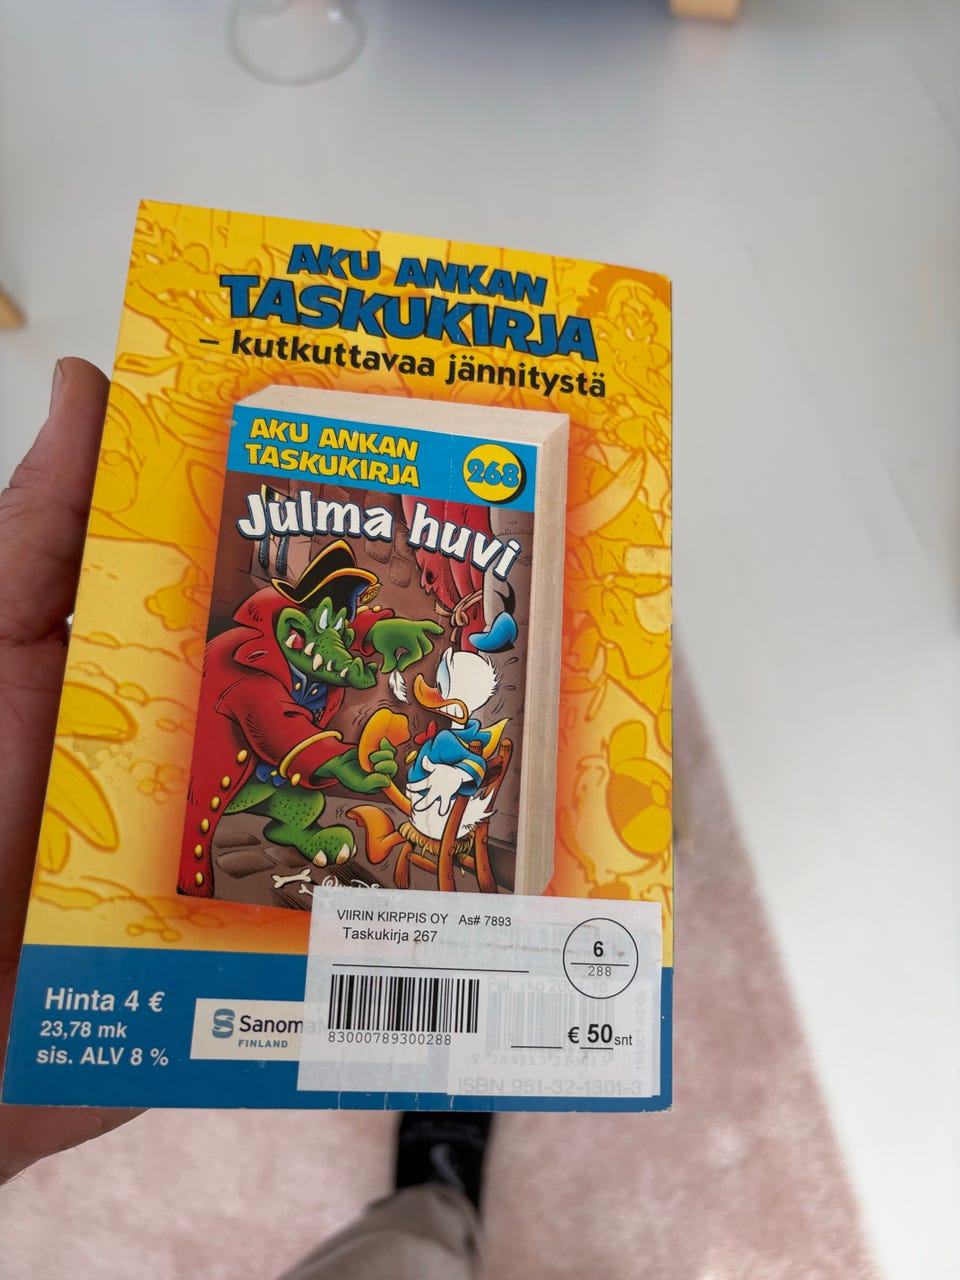 AKU ANKAN
TASKUKIRJA
– kutkuttavaa jännitystä
AKU ANKAN
TASKUKIRJA
268
Julma huvi
VIIRIN KIRPPIS OY As# 7893
Taskukirja 267
6
288
83000789300288
€ 50 snt
Hinta 4 €
23,78 mk
sis. ALV 8 %
Sanoma
FINLAND
ISBN 951-32-1301-3